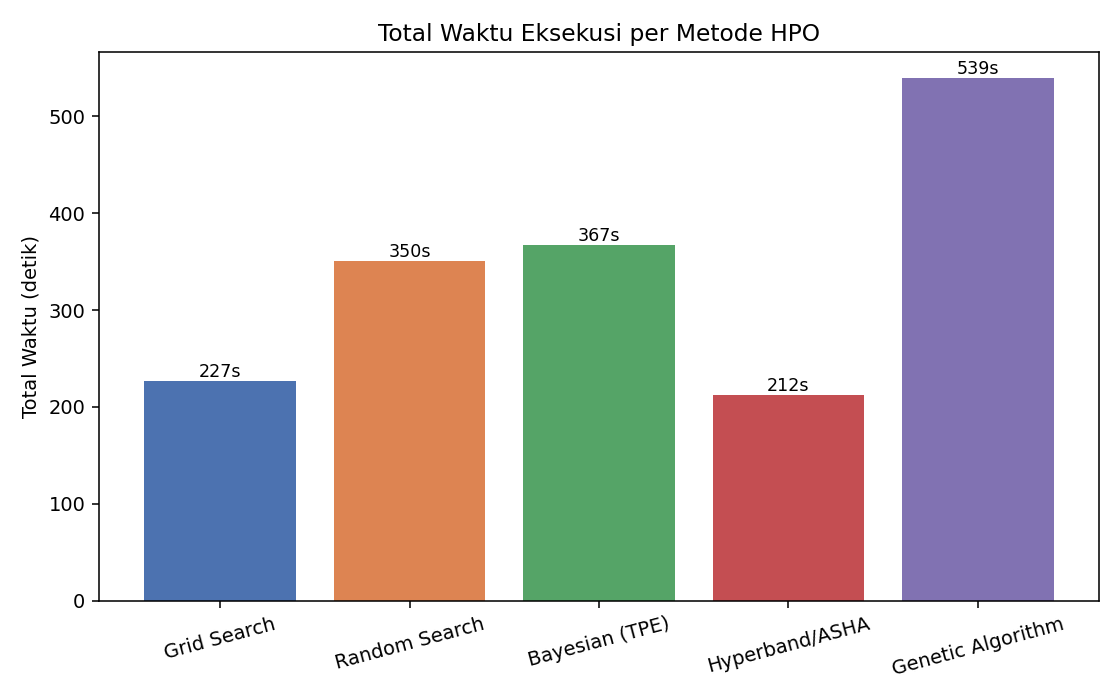 Total Waktu Eksekusi per Metode HPO
Total Waktu (detik)
500
400
300
200
100
0
227s
350s
367s
212s
539s
Grid Search
Random Search
Bayesian (TPE)
Hyperband/ASHA
Genetic Algorithm